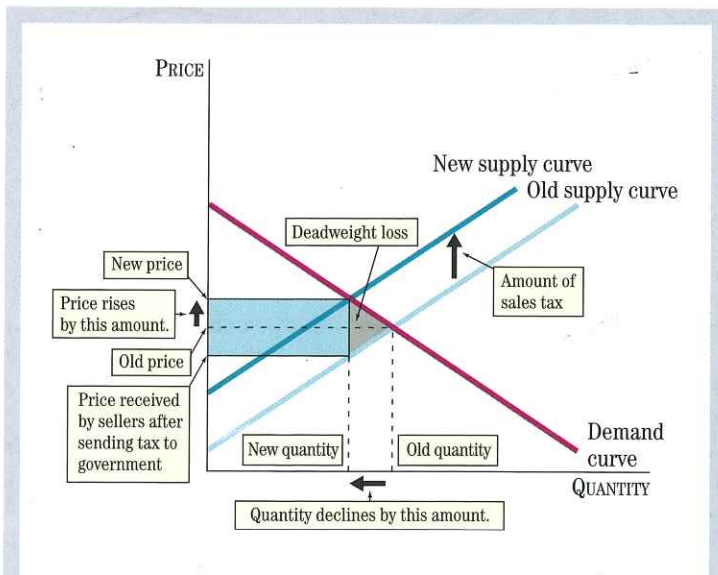 PRICE
New supply curve
Old supply curve
Deadweight loss
New price
Amount of
sales tax
Price rises
by this amount.
Old price
Price received
by sellers after
sending tax to
government
New quantity
Old quantity
Demand
curve
QUANTITY
Quantity declines by this amount.